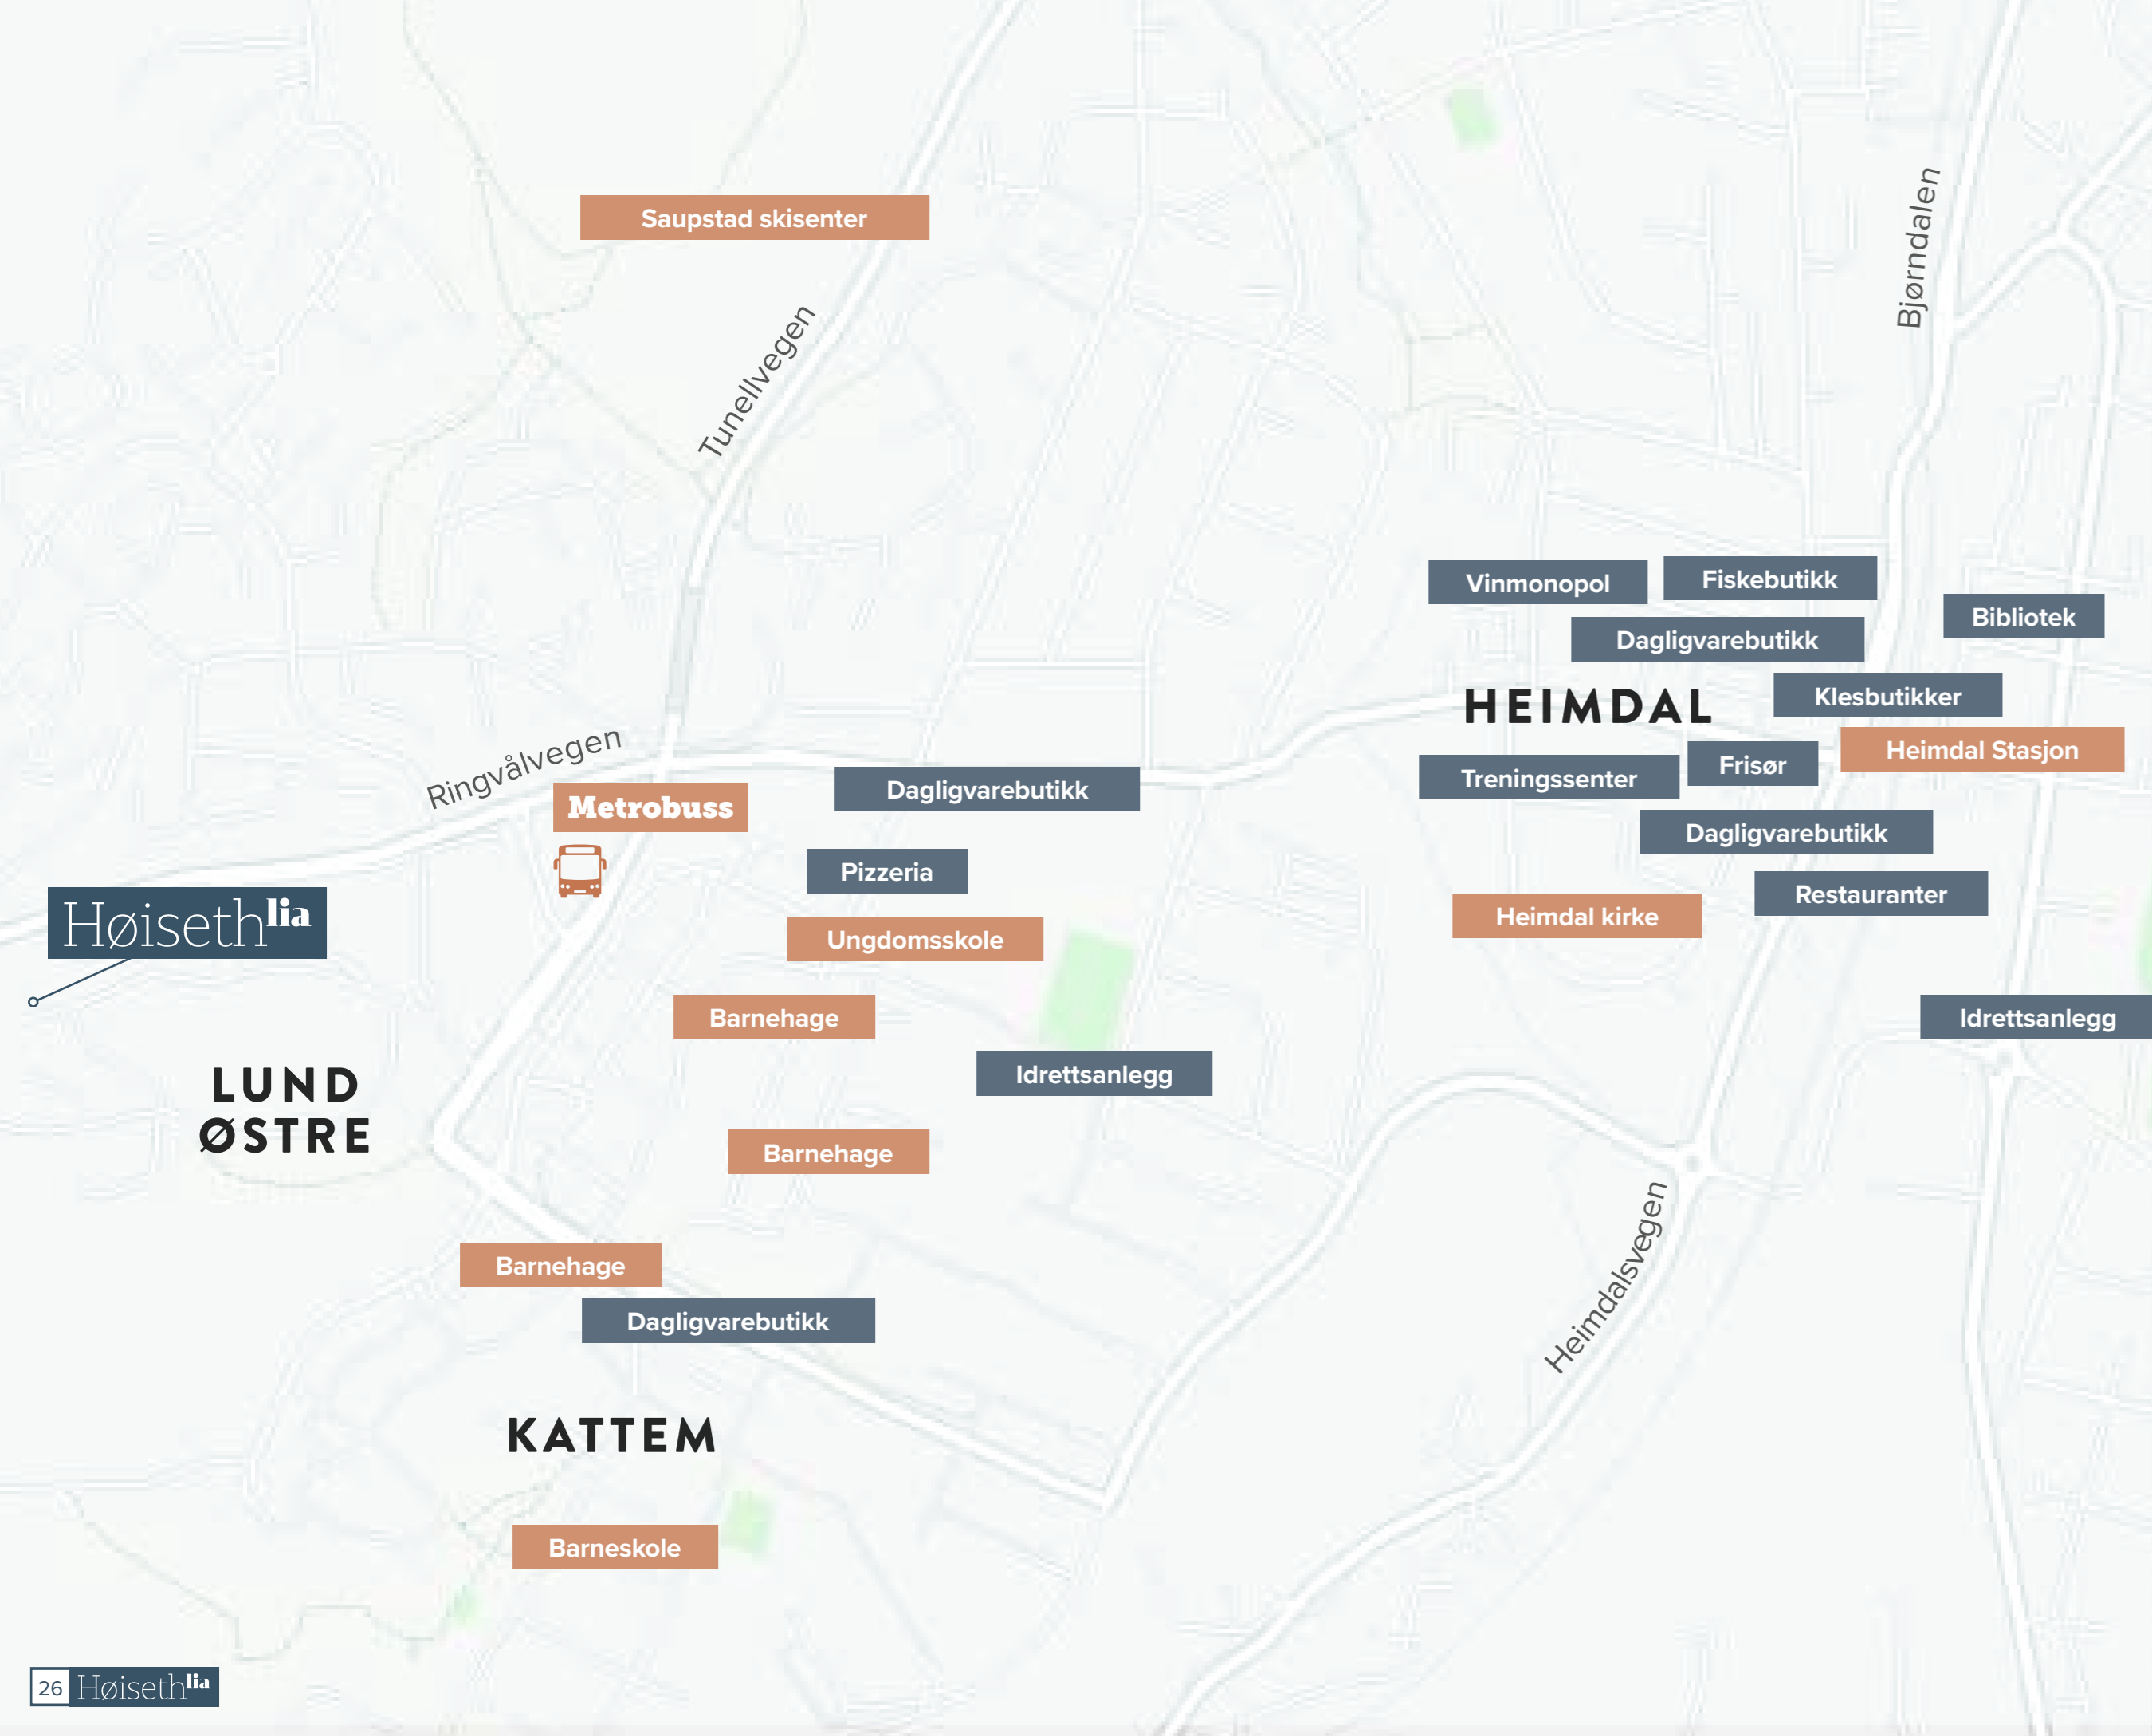 Saupstad skisenter
Bjørndalen
Tunellvegen
Vinmonopol
Fiskebutikk
Bibliotek
Dagligvarebutikk
Klesbutikker
HEIMDAL
Heimdal Stasjon
Frisør
Treningssenter
Ringvålvegen
Metrobuss
Dagligvarebutikk
Dagligvarebutikk
Pizzeria
Restauranter
Heimdal kirke
Høisethlia
Ungdomsskole
Barnehage
Idrettsanlegg
Idrettsanlegg
LUND
ØSTRE
Barnehage
Heimdalsvegen
Barnehage
Dagligvarebutikk
KATTEM
Barneskole
26 Høisethlia